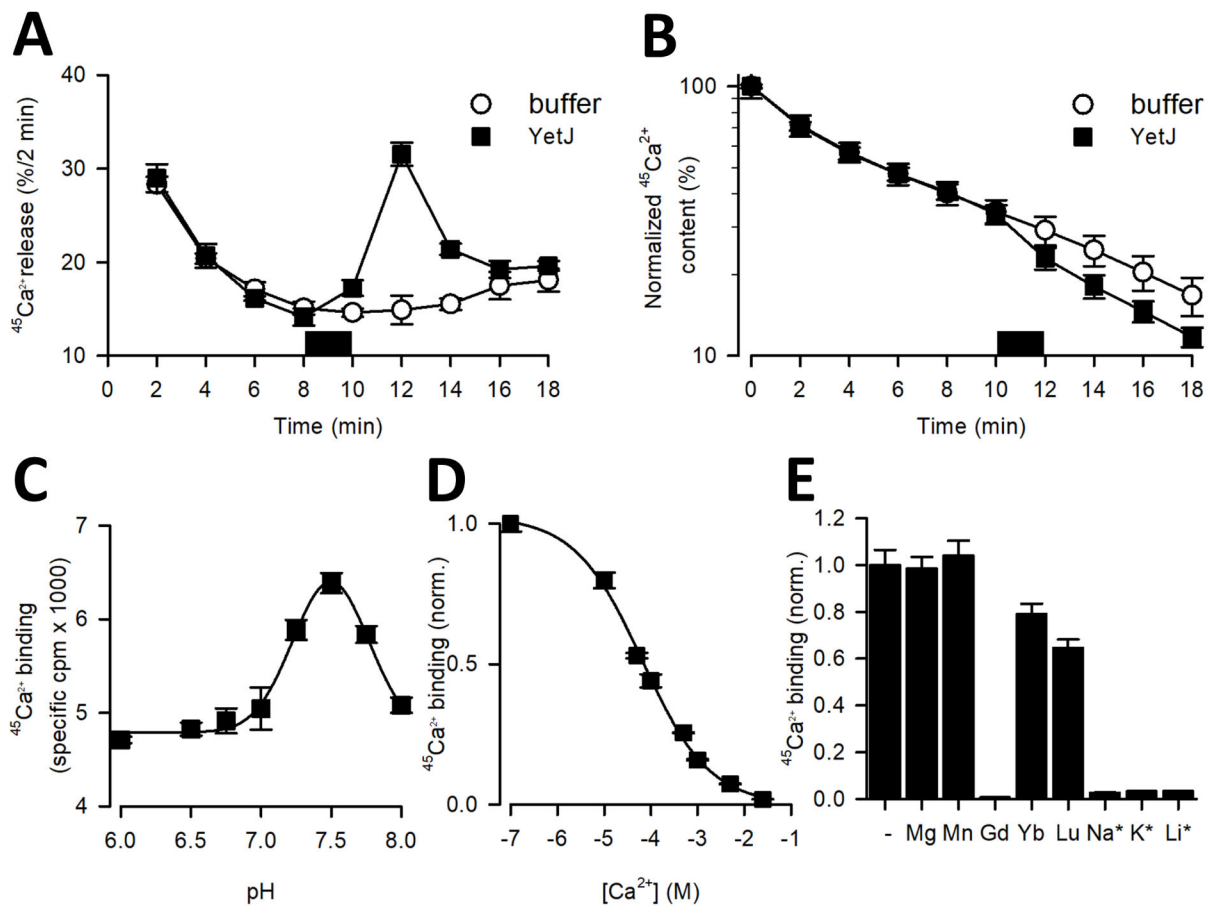 A
⁴⁵Ca²⁺release (%/2 min)
40
30
20
10
buffer
YetJ
0 2 4 6 8 10 12 14 16 18
Time (min)
B
Normalized ⁴⁵Ca²⁺
content (%)
100
10
buffer
YetJ
0 2 4 6 8 10 12 14 16 18
Time (min)
C
⁴⁵Ca²⁺ binding
(specific cpm x 1000)
7
6
5
4
6.0 6.5 7.0 7.5 8.0
pH
D
⁴⁵Ca²⁺ binding (norm.)
1.0
0.5
0.0
-7 -6 -5 -4 -3 -2 -1
[Ca²⁺] (M)
E
⁴⁵Ca²⁺ binding (norm.)
1.2
1.0
0.8
0.6
0.4
0.2
0.0
- Mg Mn Gd Yb Lu Na* K* Li*